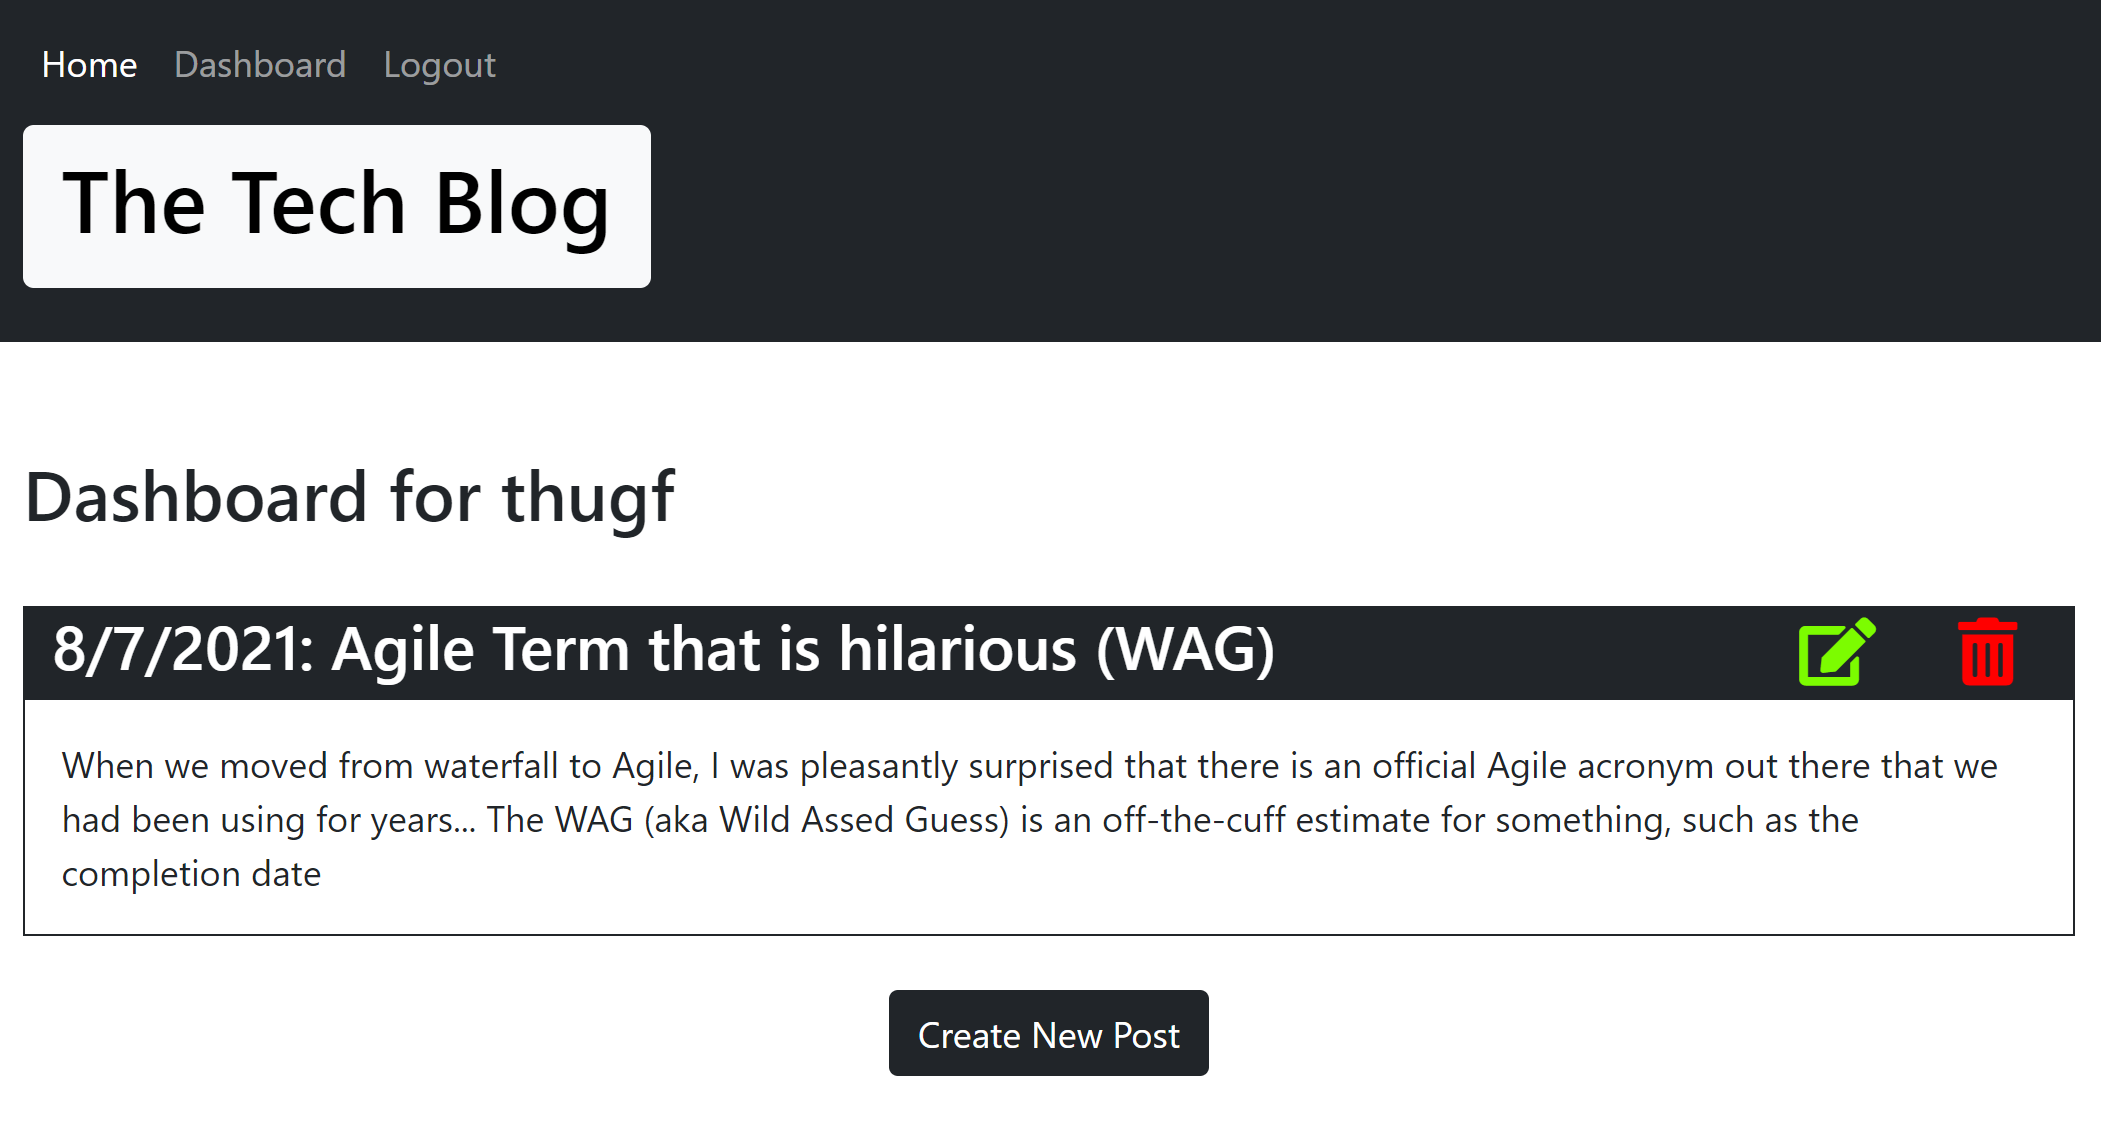 Home Dashboard Logout
The Tech Blog
Dashboard for thugf
8/7/2021: Agile Term that is hilarious (WAG)
When we moved from waterfall to Agile, I was pleasantly surprised that there is an official Agile acronym out there that we
had been using for years... The WAG (aka Wild Assed Guess) is an off-the-cuff estimate for something, such as the
completion date
Create New Post